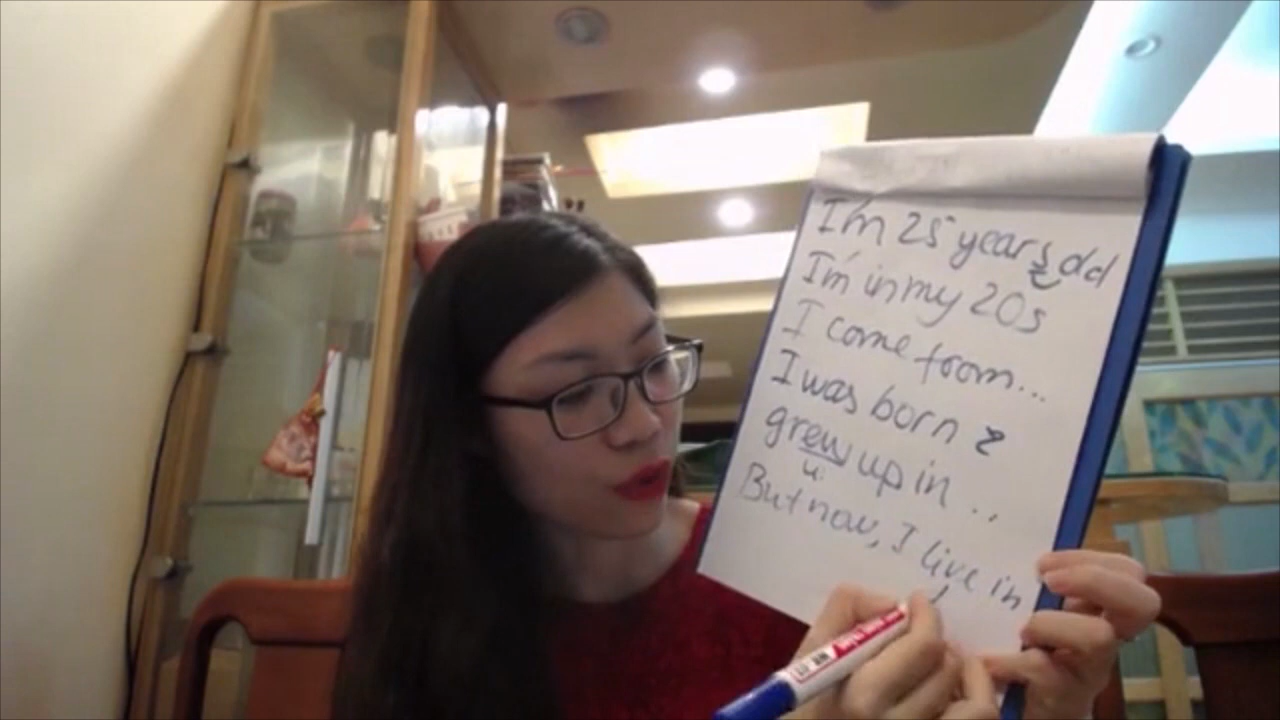 I'm 25 years old
I'm in my 20s
I come from...
I was born &
grew up in ..
u:
But now, I live in